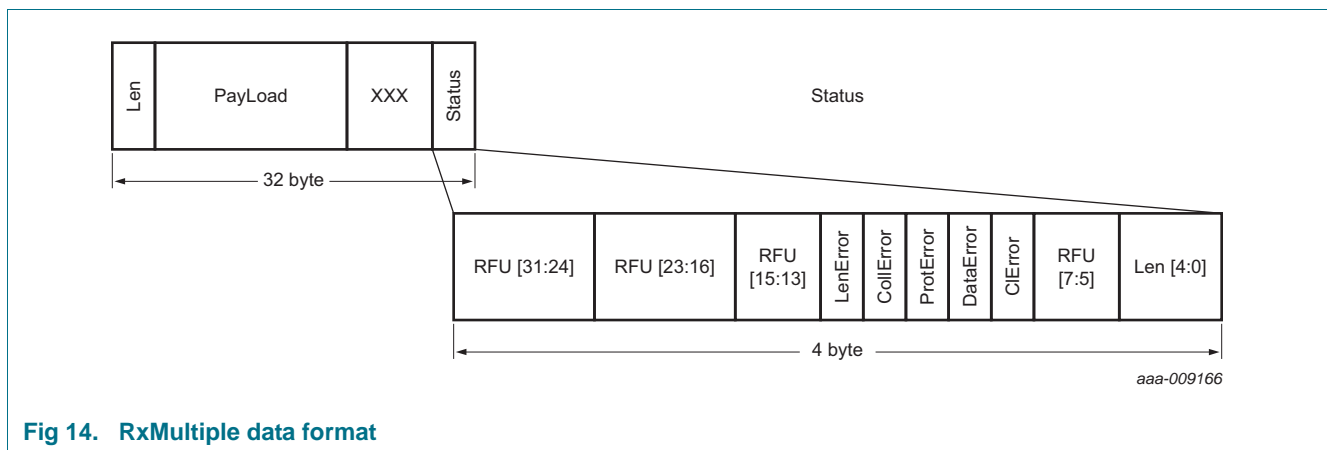 Len
PayLoad
XXX
Status
Status
32 byte
RFU [31:24]
RFU [23:16]
RFU
[15:13]
LenError
CollError
ProtError
DataError
ClError
RFU
[7:5]
Len [4:0]
4 byte
aaa-009166
Fig 14. RxMultiple data format